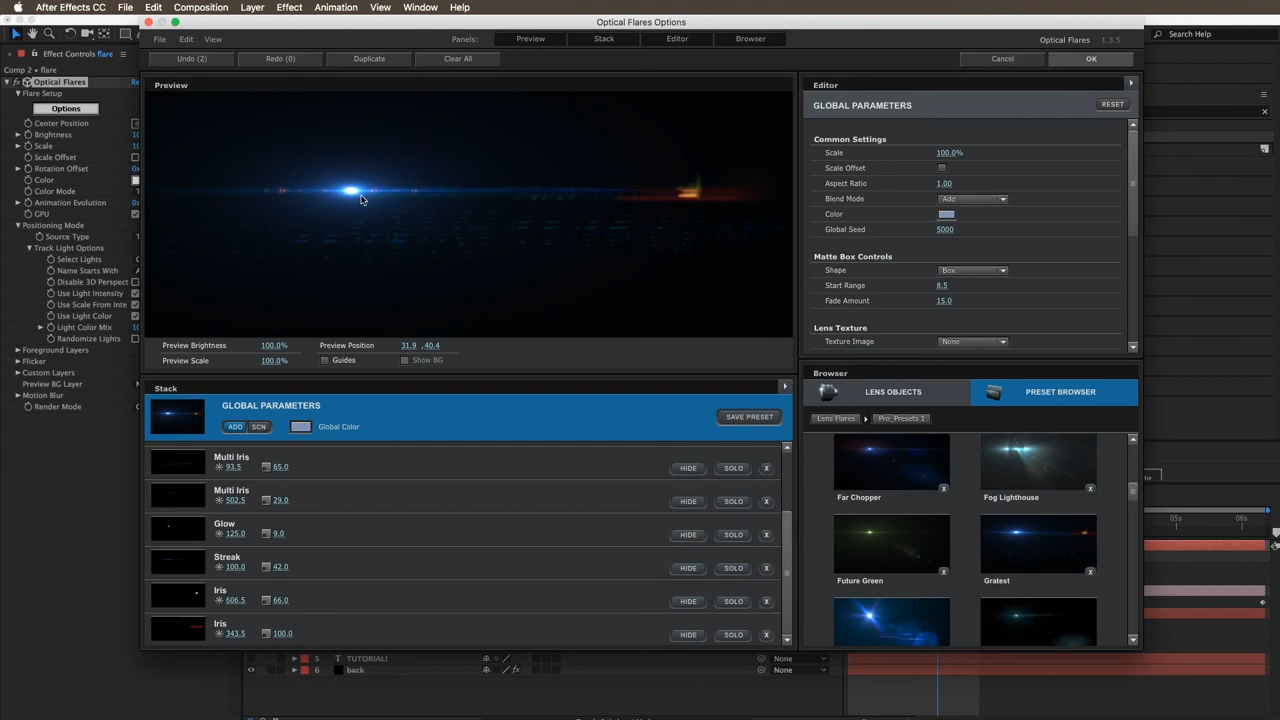 After Effects CC File Edit Composition Layer Effect Animation View Window Help
Optical Flares Options
Search Help
Effect Controls flare
Comp 2 • flare
fx Optical Flares Re
Flare Setup
Options
Center Position
Brightness 10
Scale 10
Scale Offset
Rotation Offset 0x
Color
Color Mode T
Animation Evolution 0x
GPU
Positioning Mode
Source Type T
Track Light Options
Select Lights
Name Starts With A
Disable 3D Perspect
Use Light Intensity
Use Scale From Inte
Use Light Color
Light Color Mix 10
Randomize Lights
Foreground Layers
Flicker
Custom Layers
Preview BG Layer N
Motion Blur
Render Mode
File Edit View
Panels: Preview Stack Editor Browser
Optical Flares 1.3.5
Undo (2) Redo (0) Duplicate Clear All Cancel OK
Preview
Preview Brightness 100.0% Preview Position 31.9 ,40.4
Preview Scale 100.0% Guides Show BG
Stack
GLOBAL PARAMETERS
ADD SCN Global Color
SAVE PRESET
Multi Iris
93.5 65.0 HIDE SOLO X
Multi Iris
502.5 29.0 HIDE SOLO X
Glow
125.0 9.0 HIDE SOLO X
Streak
100.0 42.0 HIDE SOLO X
Iris
606.5 66.0 HIDE SOLO X
Iris
343.5 100.0 HIDE SOLO X
Editor
GLOBAL PARAMETERS RESET
Common Settings
Scale 100.0%
Scale Offset
Aspect Ratio 1.00
Blend Mode Add
Color
Global Seed 5000
Matte Box Controls
Shape Box
Start Range 8.5
Fade Amount 15.0
Lens Texture
Texture Image None
Browser
LENS OBJECTS PRESET BROWSER
Lens Flares Pro_Presets 1
X X
Far Chopper Fog Lighthouse
X X
Future Green Gratest
05s 06s
5 T TUTORIAL! None
6 back fx None